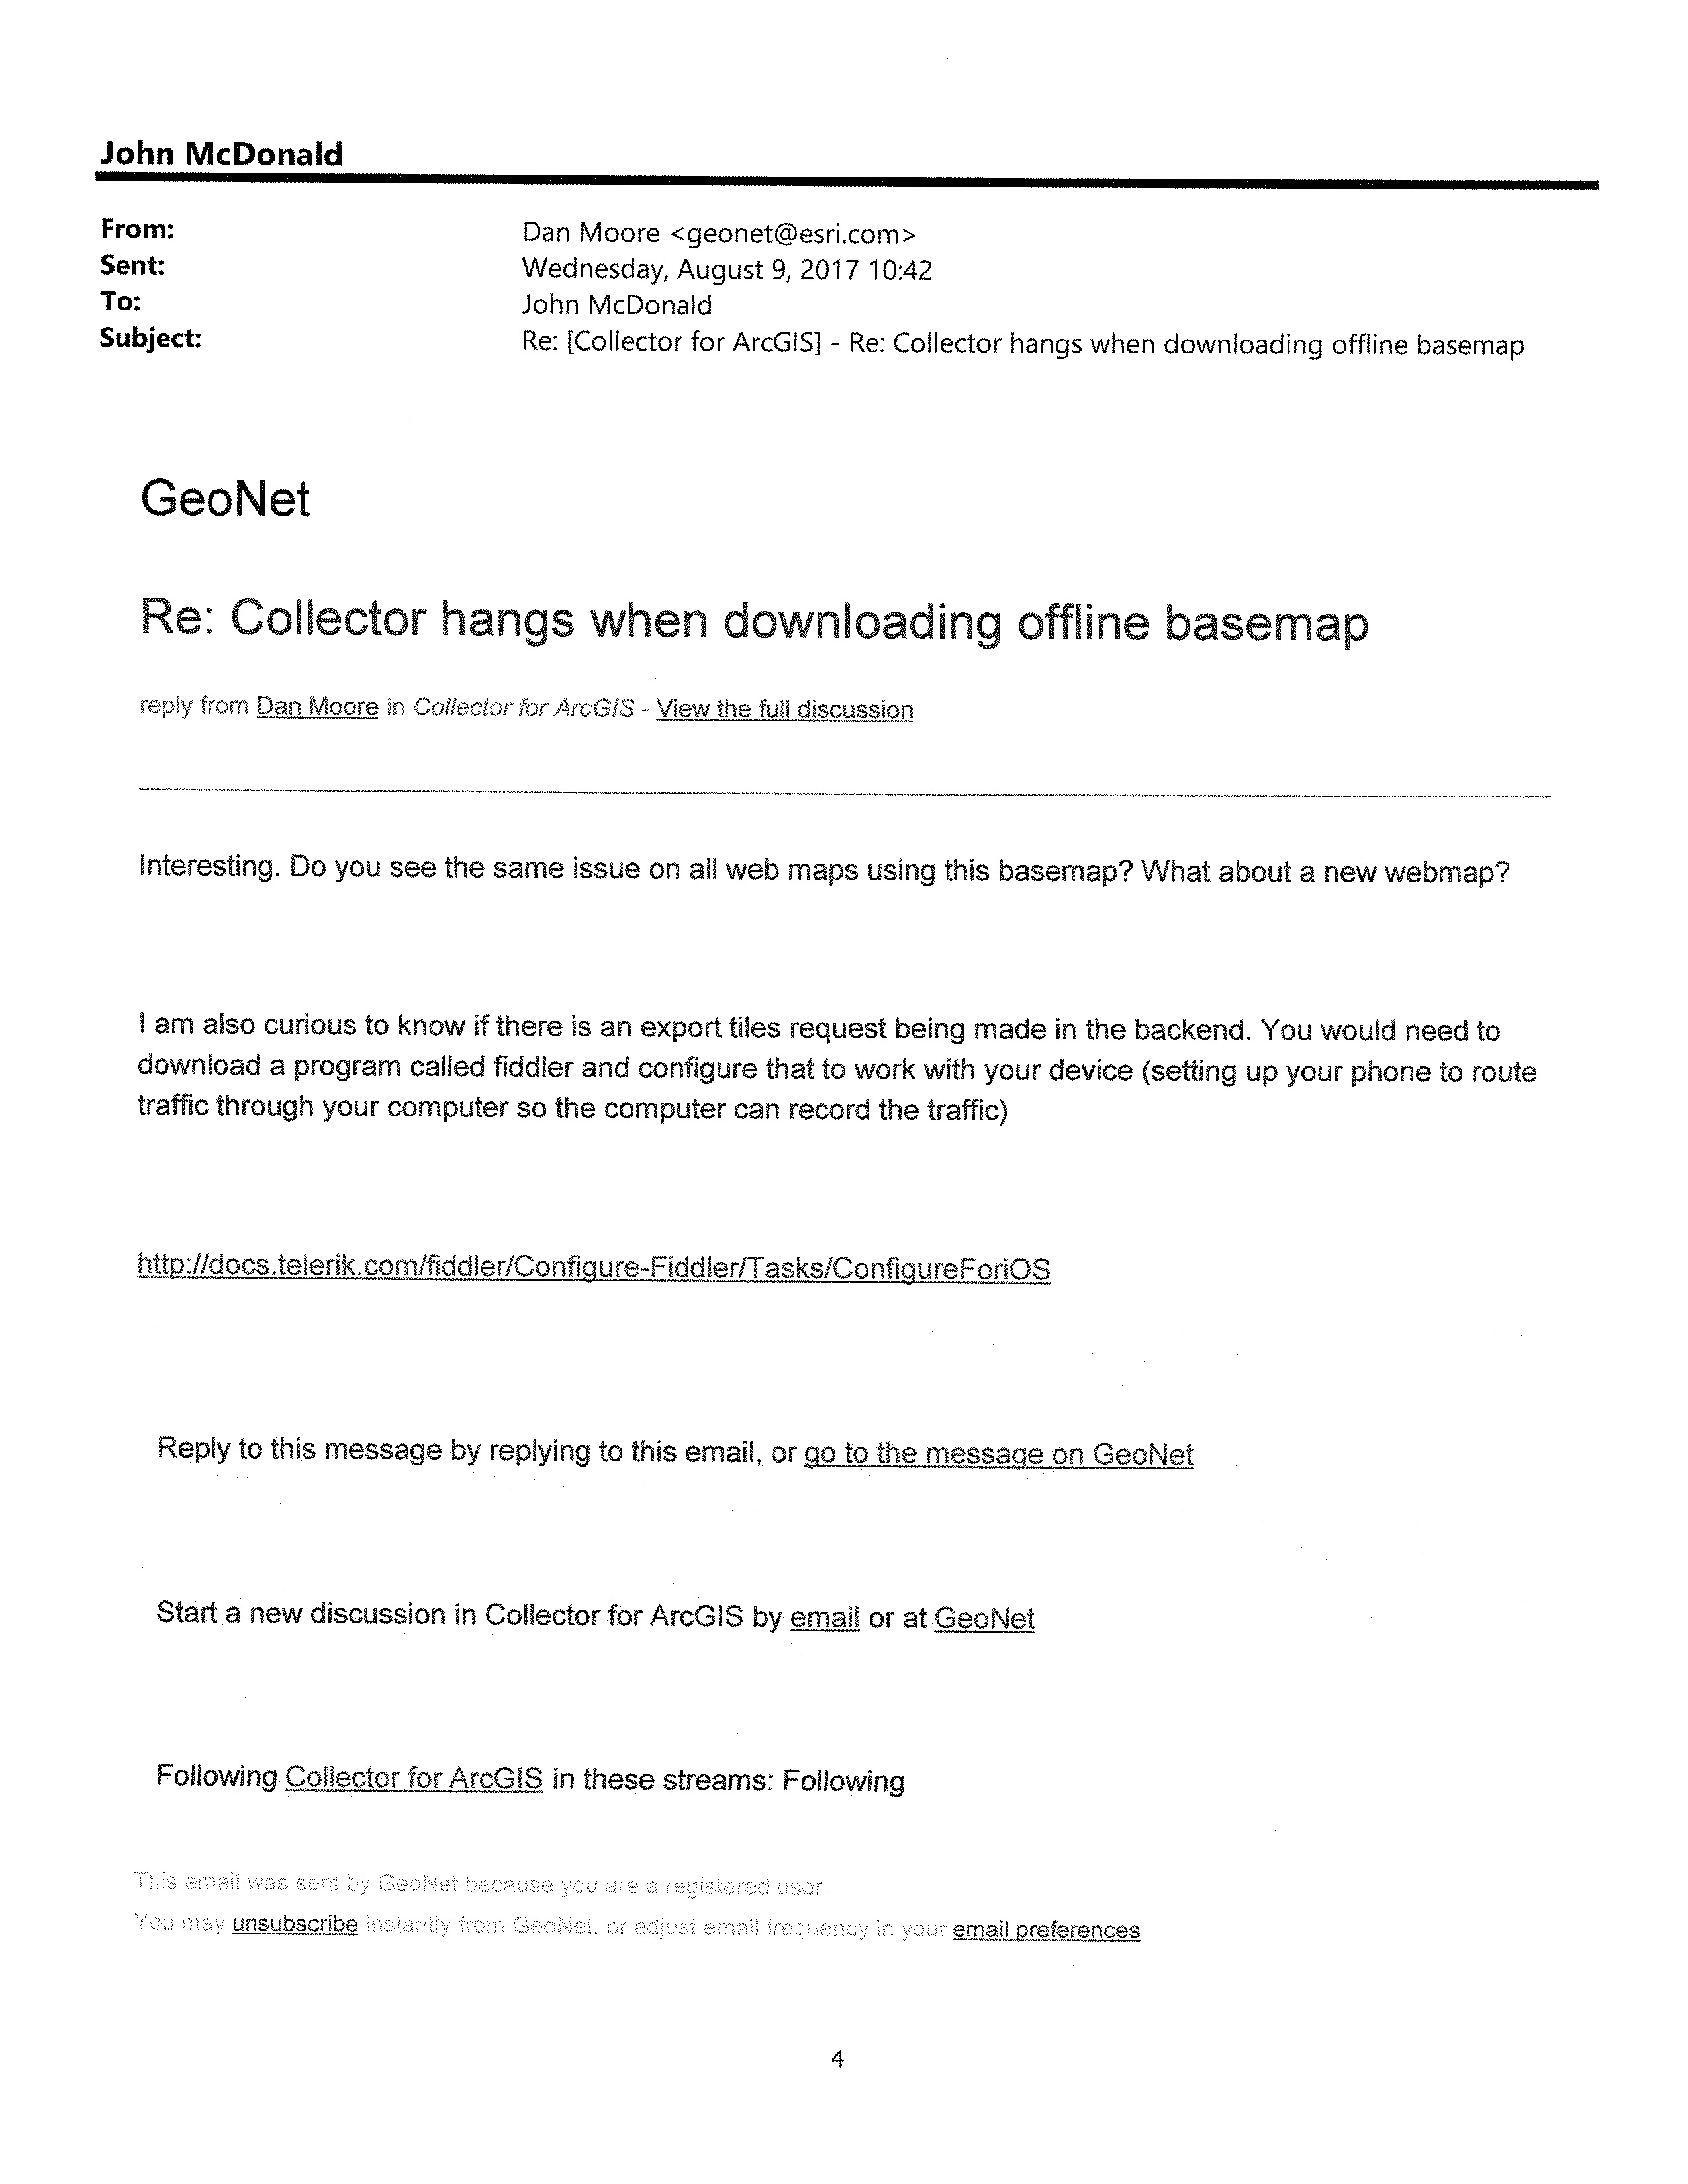 John McDonald
From: Dan Moore <geonet@esri.com>
Sent: Wednesday, August 9, 2017 10:42
To: John McDonald
Subject: Re: [Collector for ArcGIS] - Re: Collector hangs when downloading offline basemap
GeoNet
Re: Collector hangs when downloading offline basemap
reply from Dan Moore in Collector for ArcGIS - View the full discussion
Interesting. Do you see the same issue on all web maps using this basemap? What about a new webmap?
I am also curious to know if there is an export tiles request being made in the backend. You would need to
download a program called fiddler and configure that to work with your device (setting up your phone to route
traffic through your computer so the computer can record the traffic)
http://docs.telerik.com/fiddler/Configure-Fiddler/Tasks/ConfigureForiOS
Reply to this message by replying to this email, or go to the message on GeoNet
Start a new discussion in Collector for ArcGIS by email or at GeoNet
Following Collector for ArcGIS in these streams: Following
This email was sent by GeoNet because you are a registered user.
You may unsubscribe instantly from GeoNet, or adjust email frequency in your email preferences
4